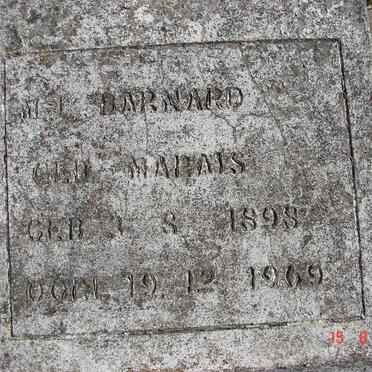 M. L. BARNARD
GEB. MARAIS
GEB 3 8 1898
OORL. 19. 12 1969
15 8